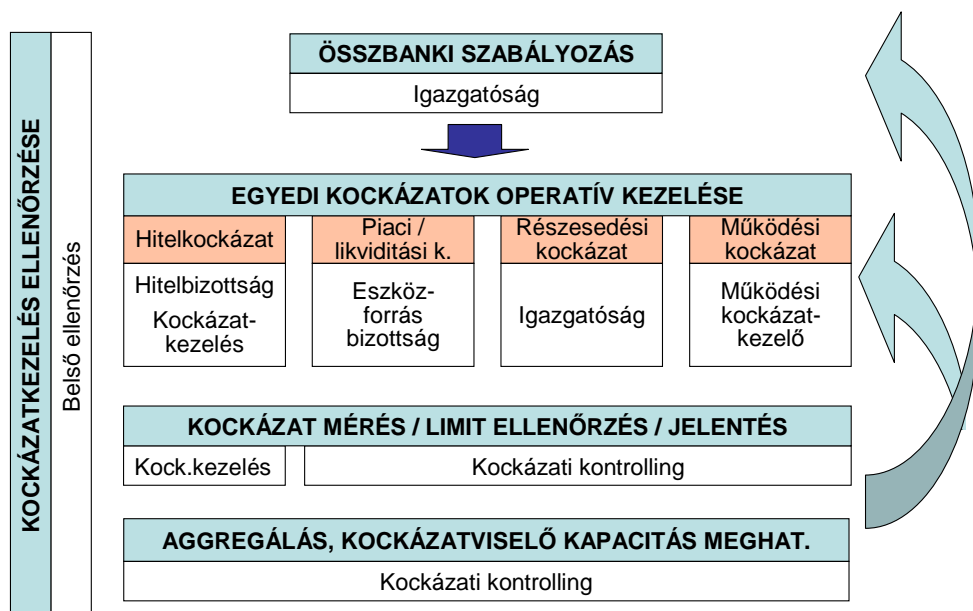 KOCKÁZATKEZELÉS ELLENŐRZÉSE
Belső ellenőrzés
ÖSSZBANKI SZABÁLYOZÁS
Igazgatóság
EGYEDI KOCKÁZATOK OPERATÍV KEZELÉSE
Hitelkockázat
Hitelbizottság
Kockázat-
kezelés
Piaci /
likviditási k.
Eszköz-
forrás
bizottság
Részesedési
kockázat
Igazgatóság
Működési
kockázat
Működési
kockázat-
kezelő
KOCKÁZAT MÉRÉS / LIMIT ELLENŐRZÉS / JELENTÉS
Kock.kezelés
Kockázati kontrolling
AGGREGÁLÁS, KOCKÁZATVISELŐ KAPACITÁS MEGHAT.
Kockázati kontrolling